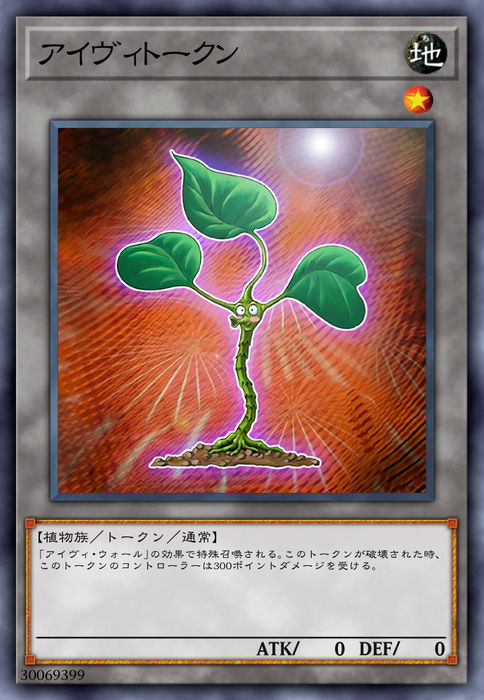 アイヴィトークン
ち
地
【植物族／トークン／通常】
「アイヴィ・ウォール」の効果で特殊召喚される。このトークンが破壊された時、
このトークンのコントローラーは300ポイントダメージを受ける。
ATK/ 0 DEF/ 0
30069399